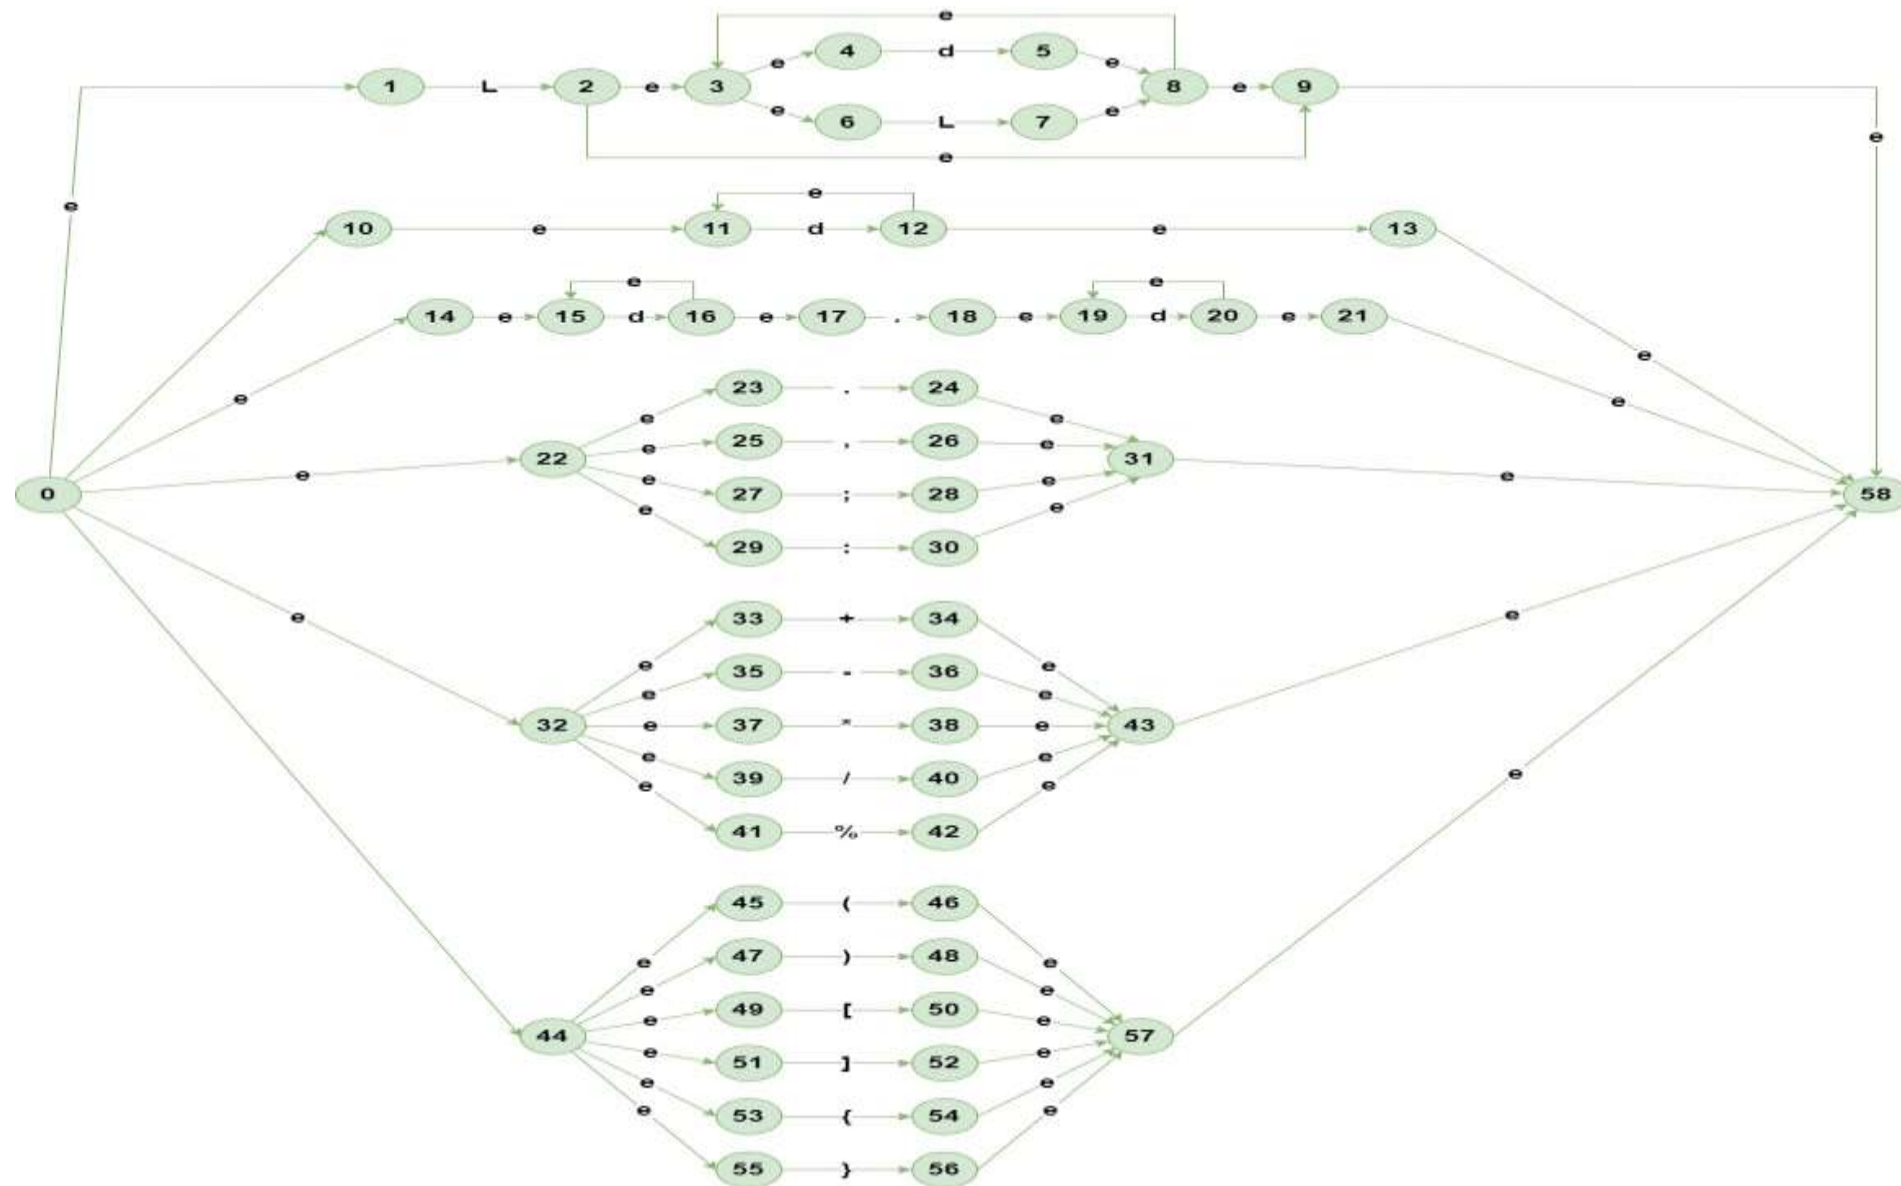 e
e
4 d 5 e
1 L 2 e 3 8 e 9
e 6 L 7 e
e
e
e
e
10 e 11 d 12 e 13
e e
14 e 15 d 16 e 17 . 18 e 19 d 20 e 21
e
e 23 . 24 e
e
e 25 , 26 e
22 e 31
e 27 ; 28 e
e e
0 58
e 29 : 30 e
e 33 + 34 e
e
e 35 - 36 e
32 e 37 * 38 e 43
e 39 / 40 e
e 41 % 42 e
e
45 ( 46
e 47 ) 48 e
e 49 [ 50 e
e e
44 57
e 51 ] 52 e
e 53 { 54 e
e 55 } 56 e